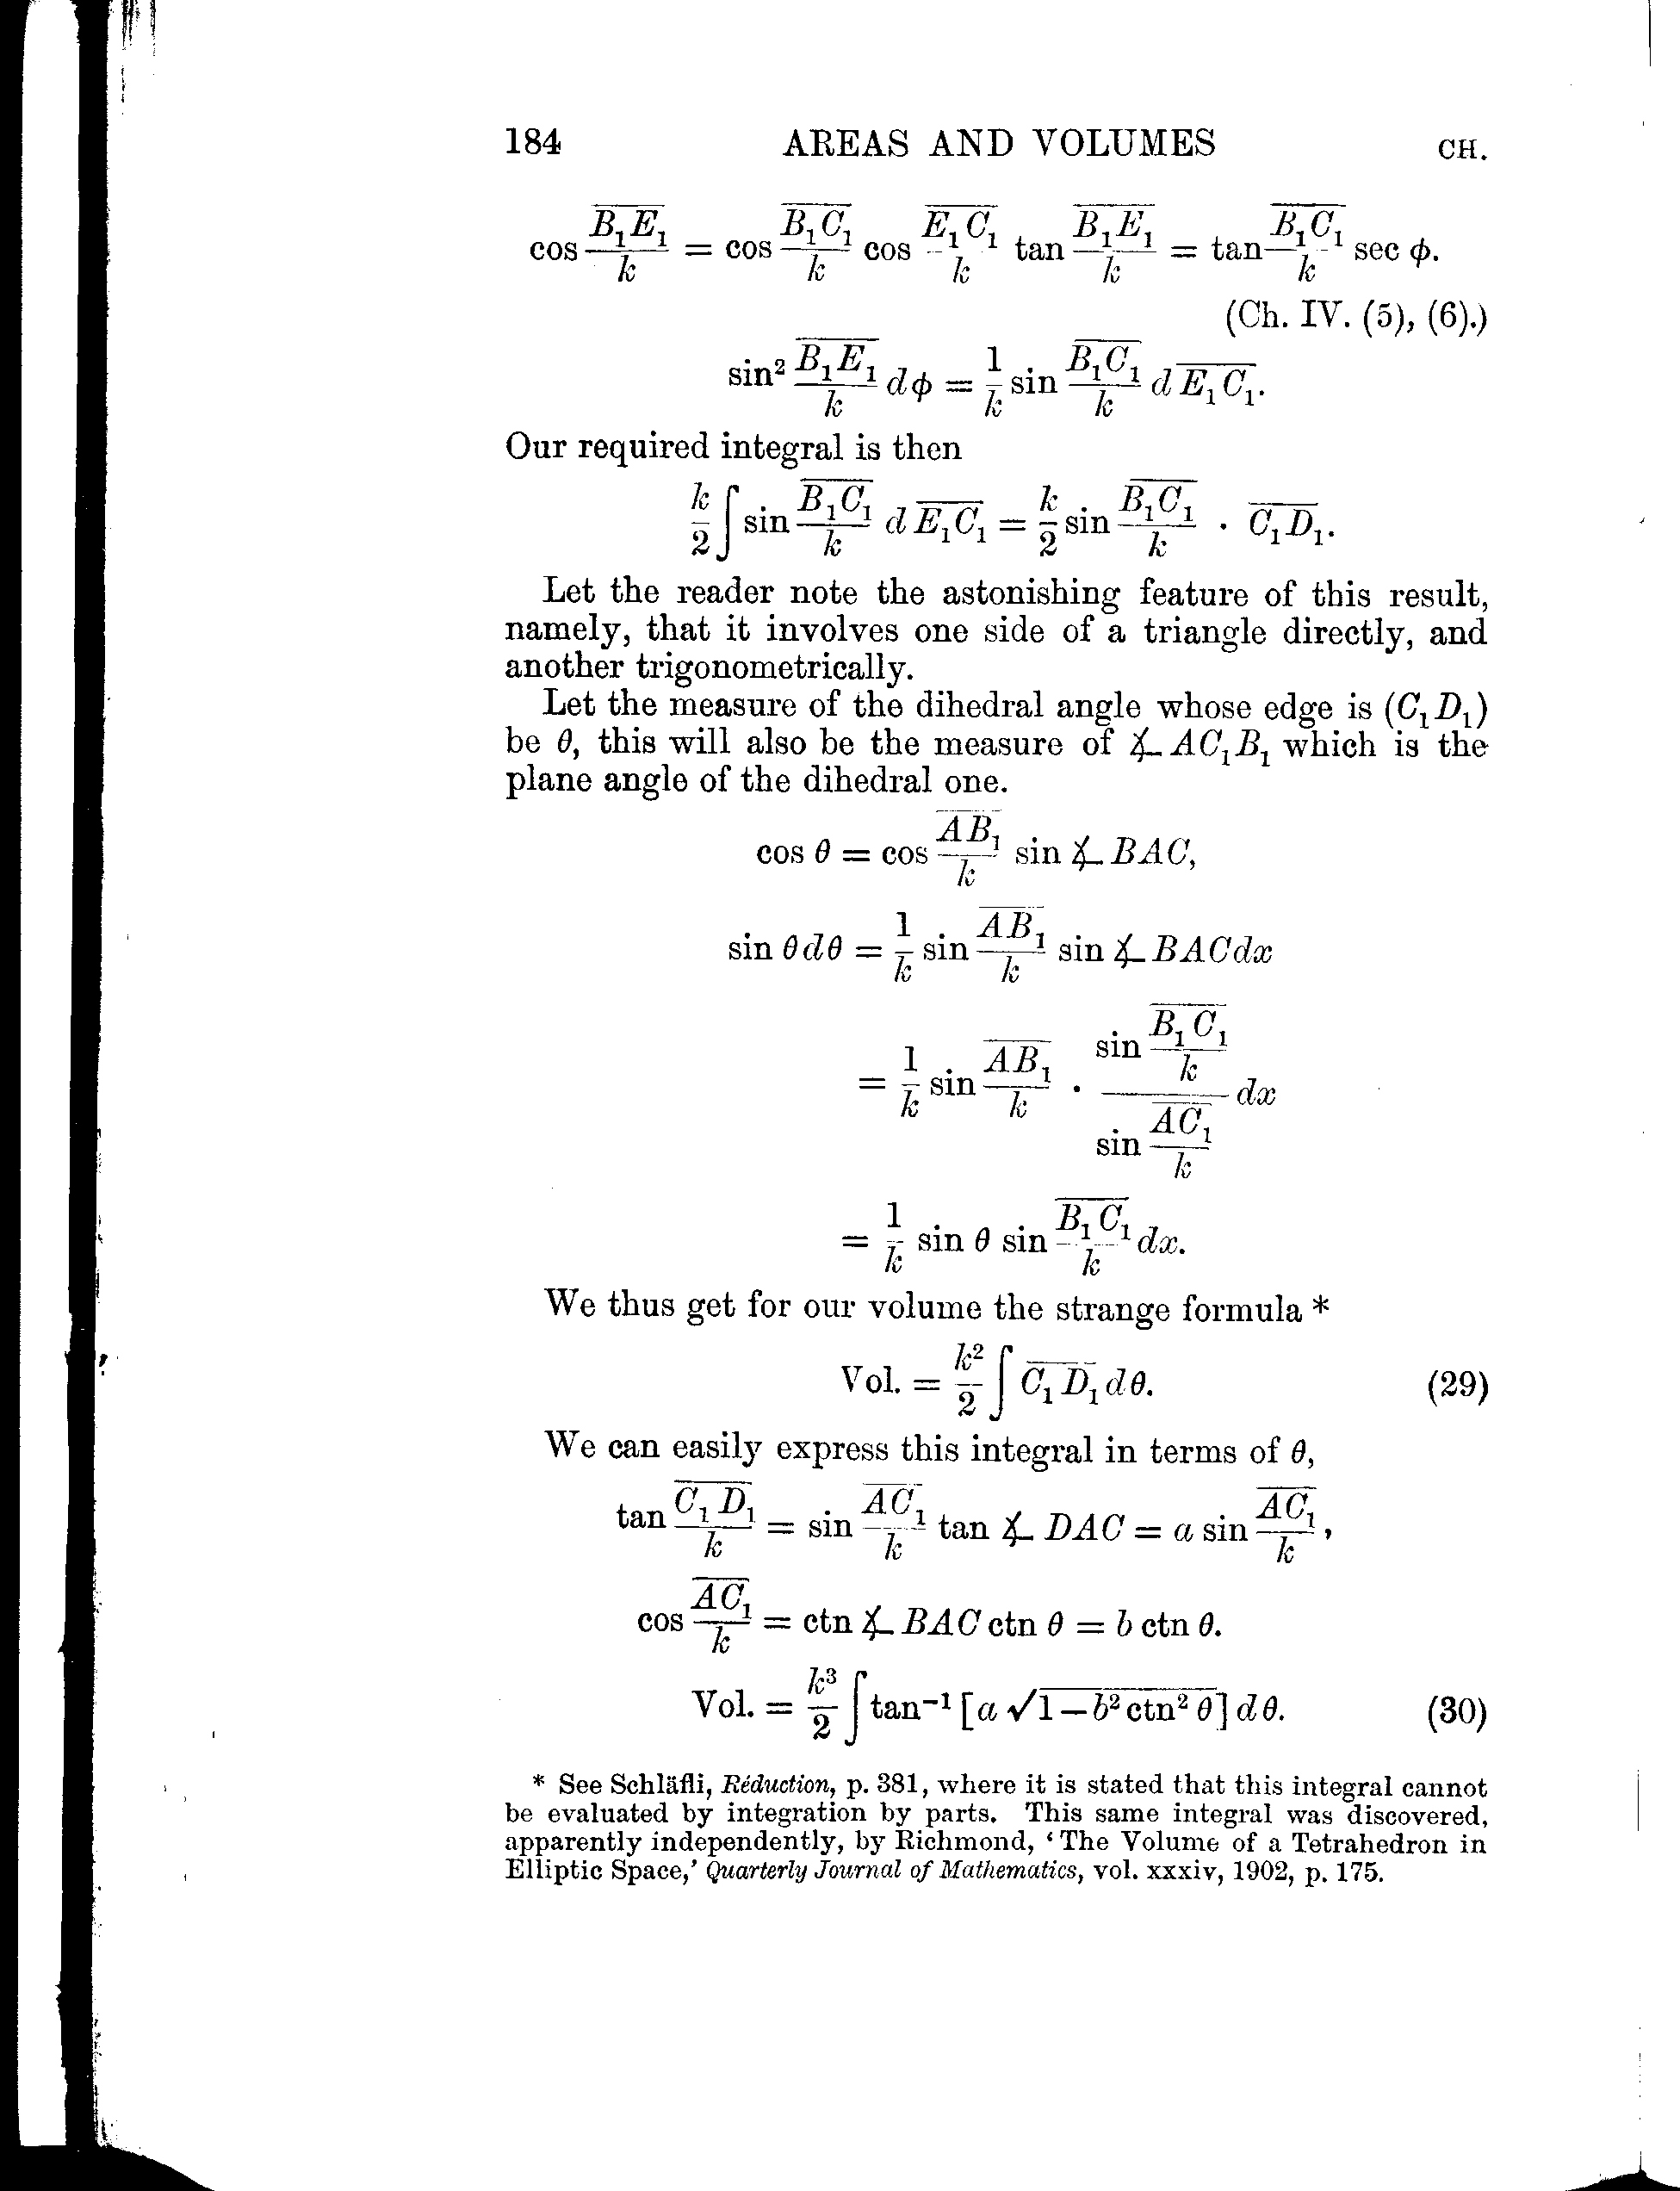 184 AREAS AND VOLUMES CH.
$\cos \frac{\overline{B_1E_1}}{k} = \cos \frac{\overline{B_1C_1}}{k} \cos \frac{\overline{E_1C_1}}{k} \tan \frac{\overline{B_1E_1}}{k} = \tan \frac{\overline{B_1C_1}}{k} \sec \phi.$
(Ch. IV. (5), (6).)
$\sin^2 \frac{\overline{B_1E_1}}{k} d\phi = \frac{1}{k} \sin \frac{\overline{B_1C_1}}{k} d\overline{E_1C_1}.$
Our required integral is then
$\frac{k}{2} \int \sin \frac{\overline{B_1C_1}}{k} d\overline{E_1C_1} = \frac{k}{2} \sin \frac{\overline{B_1C_1}}{k} \cdot \overline{C_1D_1}.$
Let the reader note the astonishing feature of this result,
namely, that it involves one side of a triangle directly, and
another trigonometrically.
Let the measure of the dihedral angle whose edge is $(C_1D_1)$
be θ, this will also be the measure of ∡ $AC_1B_1$ which is the
plane angle of the dihedral one.
$\cos \theta = \cos \frac{\overline{AB_1}}{k} \sin ∡ BAC,$
$\sin \theta d\theta = \frac{1}{k} \sin \frac{\overline{AB_1}}{k} \sin ∡ BAC dx$
$= \frac{1}{k} \sin \frac{\overline{AB_1}}{k} \cdot \frac{\sin \frac{\overline{B_1C_1}}{k}}{\sin \frac{\overline{AC_1}}{k}} dx$
$= \frac{1}{k} \sin \theta \sin \frac{\overline{B_1C_1}}{k} dx.$
We thus get for our volume the strange formula *
$\text{Vol.} = \frac{k^2}{2} \int \overline{C_1D_1} d\theta.$ (29)
We can easily express this integral in terms of θ,
$\tan \frac{\overline{C_1D_1}}{k} = \sin \frac{\overline{AC_1}}{k} \tan ∡ DAC = a \sin \frac{\overline{AC_1}}{k},$
$\cos \frac{\overline{AC_1}}{k} = \text{ctn} ∡ BAC \text{ ctn } \theta = b \text{ ctn } \theta.$
$\text{Vol.} = \frac{k^3}{2} \int \tan^{-1} [a \sqrt{1 - b^2 \text{ctn}^2 \theta}] d\theta.$ (30)
* See Schläfli, Réduction, p. 381, where it is stated that this integral cannot
be evaluated by integration by parts. This same integral was discovered,
apparently independently, by Richmond, ‘The Volume of a Tetrahedron in
Elliptic Space,’ Quarterly Journal of Mathematics, vol. xxxiv, 1902, p. 175.